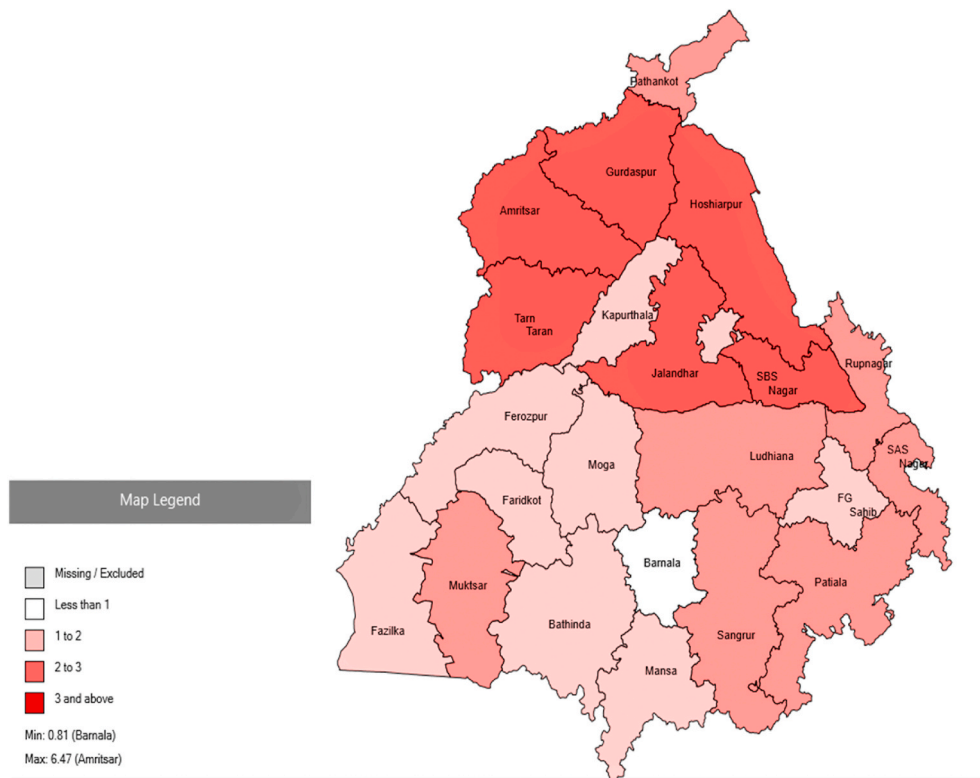 Pathankot
Gurdaspur
Amritsar
Hoshiarpur
Kapurthala
Tarn
Taran
Rupnagar
Jalandhar
SBS
Nagar
Ferozpur
SAS
Nagar
Ludhiana
Moga
Faridkot
FG
Sahib
Map Legend
Barnala
Missing / Excluded
Muktsar
Patiala
Less than 1
Bathinda
Fazilka
1 to 2
Sangrur
2 to 3
Mansa
3 and above
Min: 0.81 (Barnala)
Max: 6.47 (Amritsar)